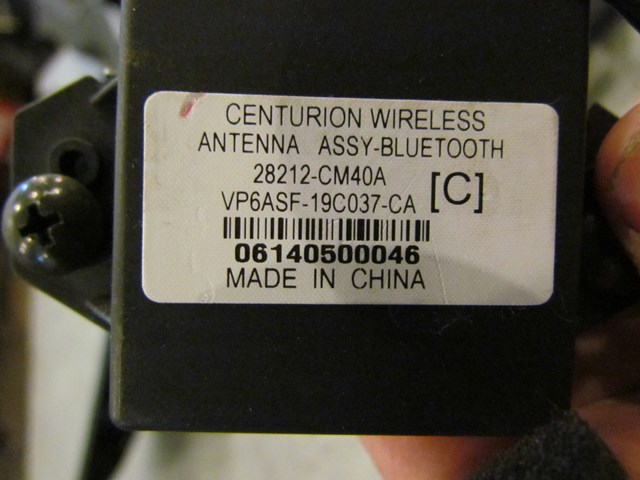 CENTURION WIRELESS
ANTENNA ASSY-BLUETOOTH
28212-CM40A
VP6ASF-19C037-CA [C]
06140500046
MADE IN CHINA